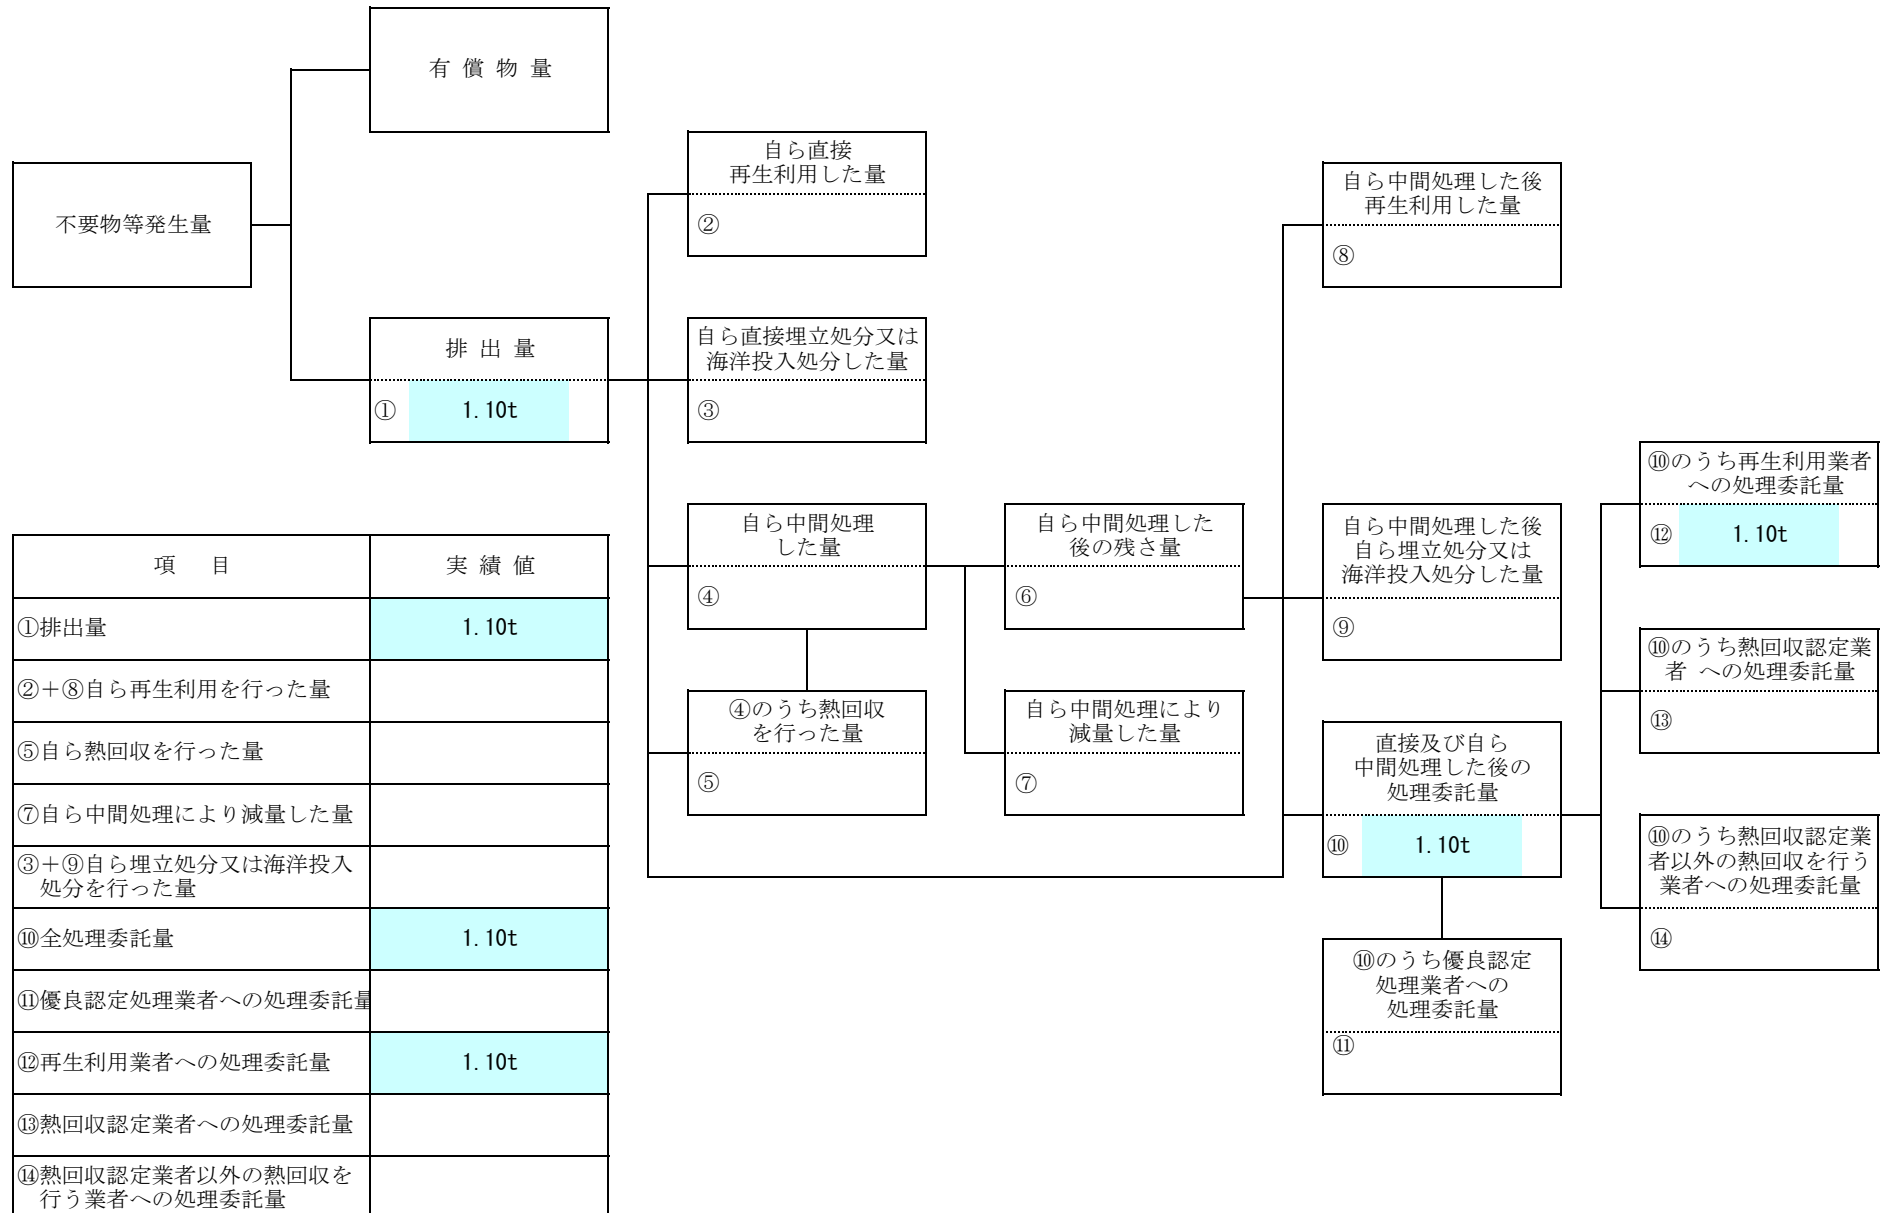 有 償 物 量
不要物等発生量
排 出 量
① 1.10t
自ら直接
再生利用した量
②
自ら直接埋立処分又は
海洋投入処分した量
③
自ら中間処理
した量
④
④のうち熱回収
を行った量
⑤
自ら中間処理した
後の残さ量
⑥
自ら中間処理により
減量した量
⑦
自ら中間処理した後
再生利用した量
⑧
自ら中間処理した後
自ら埋立処分又は
海洋投入処分した量
⑨
直接及び自ら
中間処理した後の
処理委託量
⑩ 1.10t
⑩のうち優良認定
処理業者への
処理委託量
⑪
⑩のうち再生利用業者
への処理委託量
⑫ 1.10t
⑩のうち熱回収認定業
者 への処理委託量
⑬
⑩のうち熱回収認定業
者以外の熱回収を行う
業者への処理委託量
⑭
項 目 実 績 値
①排出量 1.10t
②+⑧自ら再生利用を行った量
⑤自ら熱回収を行った量
⑦自ら中間処理により減量した量
③+⑨自ら埋立処分又は海洋投入
処分を行った量
⑩全処理委託量 1.10t
⑪優良認定処理業者への処理委託量
⑫再生利用業者への処理委託量 1.10t
⑬熱回収認定業者への処理委託量
⑭熱回収認定業者以外の熱回収を
行う業者への処理委託量